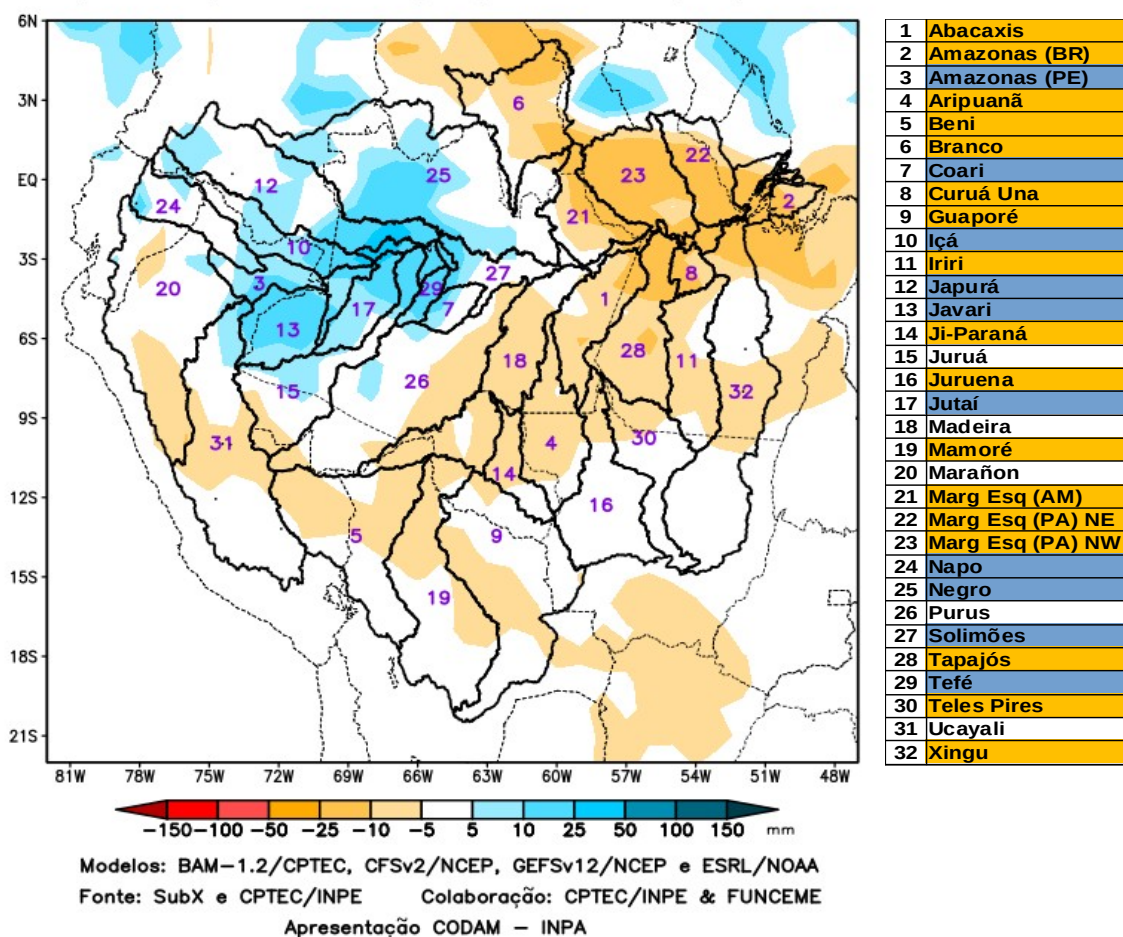 6N
3N
EQ
3S
6S
9S
12S
15S
18S
21S
81W 78W 75W 72W 69W 66W 63W 60W 57W 54W 51W 48W
6
22
25
23
12
2
24
21
10
27
8
3
29
20
1
17
7
13
28
18
11
26
15
32
30
31
4
14
16
5
9
19
1 Abacaxis
2 Amazonas (BR)
3 Amazonas (PE)
4 Aripuanã
5 Beni
6 Branco
7 Coari
8 Curuá Una
9 Guaporé
10 Içá
11 Iriri
12 Japurá
13 Javari
14 Ji-Paraná
15 Juruá
16 Juruena
17 Jutaí
18 Madeira
19 Mamoré
20 Marañon
21 Marg Esq (AM)
22 Marg Esq (PA) NE
23 Marg Esq (PA) NW
24 Napo
25 Negro
26 Purus
27 Solimões
28 Tapajós
29 Tefé
30 Teles Pires
31 Ucayali
32 Xingu
-150 -100 -50 -25 -10 -5 5 10 25 50 100 150 mm
Modelos: BAM-1.2/CPTEC, CFSv2/NCEP, GEFSv12/NCEP e ESRL/NOAA
Fonte: SubX e CPTEC/INPE Colaboração: CPTEC/INPE & FUNCEME
Apresentação CODAM - INPA